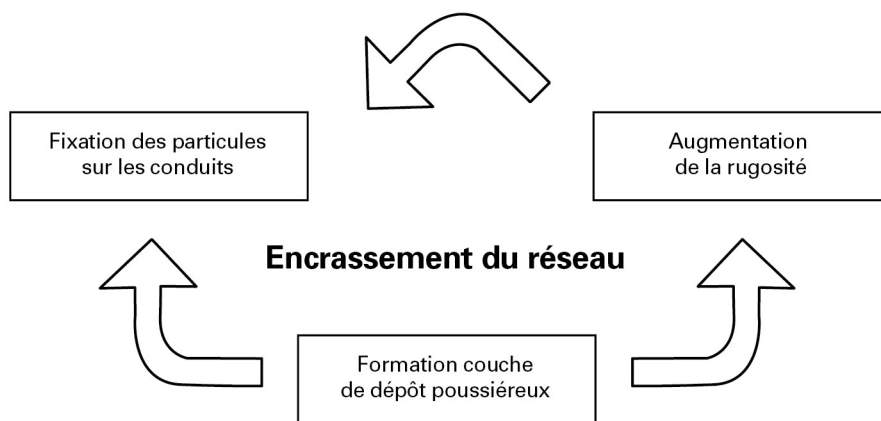 Fixation des particules
sur les conduits
Augmentation
de la rugosité
Encrassement du réseau
Formation couche
de dépôt poussiéreux